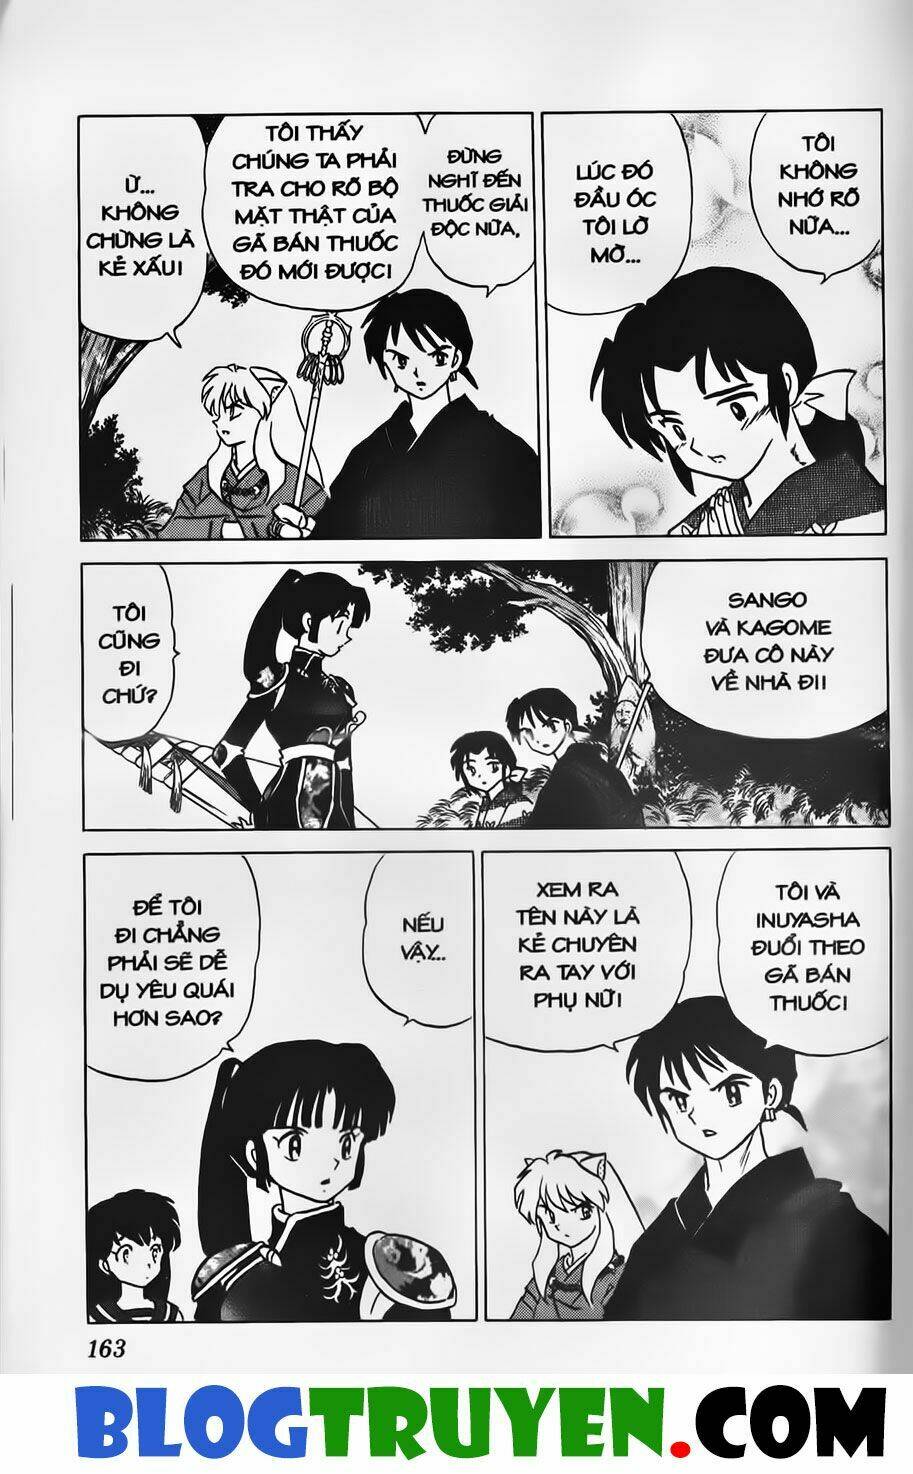 TÔI
KHÔNG
NHỚ RÕ
NỮA...
LÚC ĐÓ
ĐẦU ÓC
TÔI LỜ
MỜ...
ĐỪNG
NGHĨ ĐẾN
THUỐC GIẢI
ĐỘC NỮA,
TÔI THẤY
CHÚNG TA PHẢI
TRA CHO RÕ BỘ
MẶT THẬT CỦA
GÃ BÁN THUỐC
ĐÓ MỚI ĐƯỢC!
Ừ...
KHÔNG
CHỪNG LÀ
KẺ XẤU!
SANGO
VÀ KAGOME
ĐƯA CÔ NÀY
VỀ NHÀ ĐI!
TÔI
CŨNG
ĐI
CHỨ?
TÔI VÀ
INUYASHA
ĐUỔI THEO
GÃ BÁN
THUỐC!
XEM RA
TÊN NÀY LÀ
KẺ CHUYÊN
RA TAY VỚI
PHỤ NỮ!
NẾU
VẬY...
ĐỂ TÔI
ĐI CHẲNG
PHẢI SẼ DỄ
DỤ YÊU QUÁI
HƠN SAO?
163
BLOGTRUYEN.COM